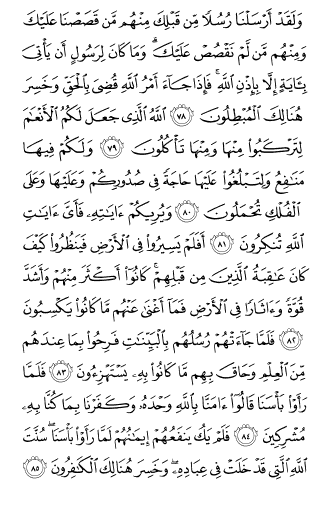 وَلَقَدْ أَرْسَلْنَا رُسُلًا مِّن قَبْلِكَ مِنْهُم مَّن قَصَصْنَا عَلَيْكَ
وَمِنْهُم مَّن لَّمْ نَقْصُصْ عَلَيْكَ ۗ وَمَا كَانَ لِرَسُولٍ أَن يَأْتِىَ
بِـَٔايَةٍ إِلَّا بِإِذْنِ ٱللَّهِ ۚ فَإِذَا جَآءَ أَمْرُ ٱللَّهِ قُضِىَ بِٱلْحَقِّ وَخَسِرَ
هُنَالِكَ ٱلْمُبْطِلُونَ ٧٨ ٱللَّهُ ٱلَّذِى جَعَلَ لَكُمُ ٱلْأَنْعَـٰمَ
لِتَرْكَبُوا۟ مِنْهَا وَمِنْهَا تَأْكُلُونَ ٧٩ وَلَكُمْ فِيهَا
مَنَـٰفِعُ وَلِتَبْلُغُوا۟ عَلَيْهَا حَاجَةً فِى صُدُورِكُمْ وَعَلَيْهَا وَعَلَى
ٱلْفُلْكِ تُحْمَلُونَ ٨٠ وَيُرِيكُمْ ءَايَـٰتِهِۦ فَأَىَّ ءَايَـٰتِ
ٱللَّهِ تُنكِرُونَ ٨١ أَفَلَمْ يَسِيرُوا۟ فِى ٱلْأَرْضِ فَيَنظُرُوا۟ كَيْفَ
كَانَ عَـٰقِبَةُ ٱلَّذِينَ مِن قَبْلِهِمْ ۚ كَانُوٓا۟ أَكْثَرَ مِنْهُمْ وَأَشَدَّ
قُوَّةً وَءَاثَارًا فِى ٱلْأَرْضِ فَمَآ أَغْنَىٰ عَنْهُم مَّا كَانُوا۟ يَكْسِبُونَ
٨٢ فَلَمَّا جَآءَتْهُمْ رُسُلُهُم بِٱلْبَيِّنَـٰتِ فَرِحُوا۟ بِمَا عِندَهُم
مِّنَ ٱلْعِلْمِ وَحَاقَ بِهِم مَّا كَانُوا۟ بِهِۦ يَسْتَهْزِءُونَ ٨٣ فَلَمَّا
رَأَوْا۟ بَأْسَنَا قَالُوٓا۟ ءَامَنَّا بِٱللَّهِ وَحْدَهُۥ وَكَفَرْنَا بِمَا كُنَّا بِهِۦ
مُشْرِكِينَ ٨٤ فَلَمْ يَكُ يَنفَعُهُمْ إِيمَـٰنُهُمْ لَمَّا رَأَوْا۟ بَأْسَنَا ۖ سُنَّتَ
ٱللَّهِ ٱلَّتِى قَدْ خَلَتْ فِى عِبَادِهِۦ ۖ وَخَسِرَ هُنَالِكَ ٱلْكَـٰفِرُونَ ٨٥